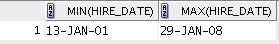 MIN(HIRE_DATE) MAX(HIRE_DATE)
1 13-JAN-01 29-JAN-08